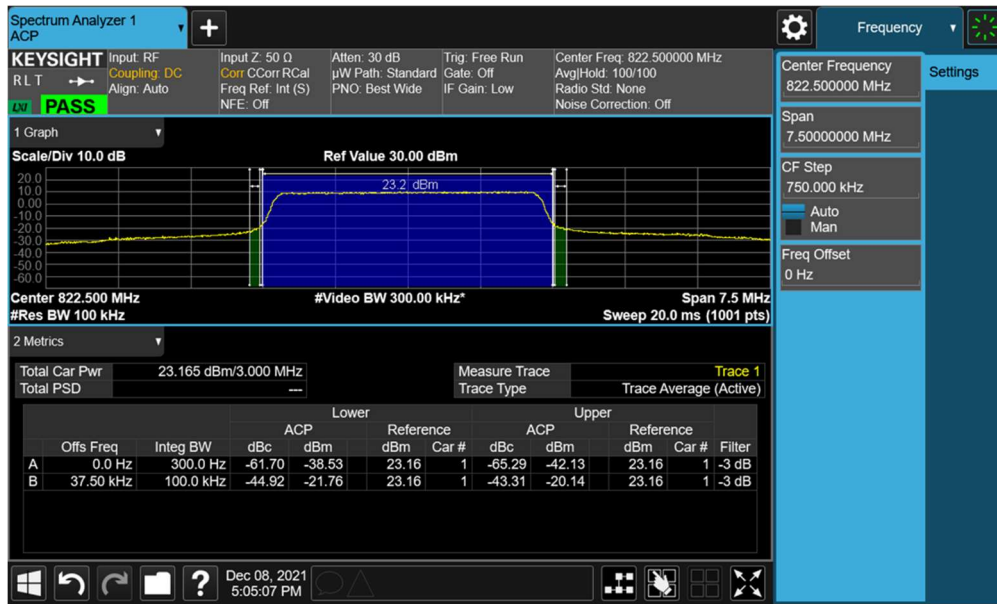 Spectrum Analyzer 1
ACP
+
Frequency
KEYSIGHT
R L T
LXI
PASS
Input: RF
Coupling: DC
Align: Auto
Input Z: 50 Ω
Corr CCorr RCal
Freq Ref: Int (S)
NFE: Off
Atten: 30 dB
µW Path: Standard
PNO: Best Wide
Trig: Free Run
Gate: Off
IF Gain: Low
Center Freq: 822.500000 MHz
Avg|Hold: 100/100
Radio Std: None
Noise Correction: Off
Center Frequency
822.500000 MHz
Settings
Span
7.50000000 MHz
CF Step
750.000 kHz
Auto
Man
Freq Offset
0 Hz
1 Graph
Scale/Div 10.0 dB
Ref Value 30.00 dBm
23.2 dBm
20.0
10.0
0.00
-10.0
-20.0
-30.0
-40.0
-50.0
-60.0
Center 822.500 MHz
#Video BW 300.00 kHz*
Span 7.5 MHz
#Res BW 100 kHz
Sweep 20.0 ms (1001 pts)
2 Metrics
Total Car Pwr 23.165 dBm/3.000 MHz
Total PSD ---
Measure Trace Trace 1
Trace Type Trace Average (Active)
Lower Upper
ACP Reference ACP Reference
Offs Freq Integ BW dBc dBm dBm Car # dBc dBm dBm Car # Filter
A 0.0 Hz 300.0 Hz -61.70 -38.53 23.16 1 -65.29 -42.13 23.16 1 -3 dB
B 37.50 kHz 100.0 kHz -44.92 -21.76 23.16 1 -43.31 -20.14 23.16 1 -3 dB
?
Dec 08, 2021
5:05:07 PM